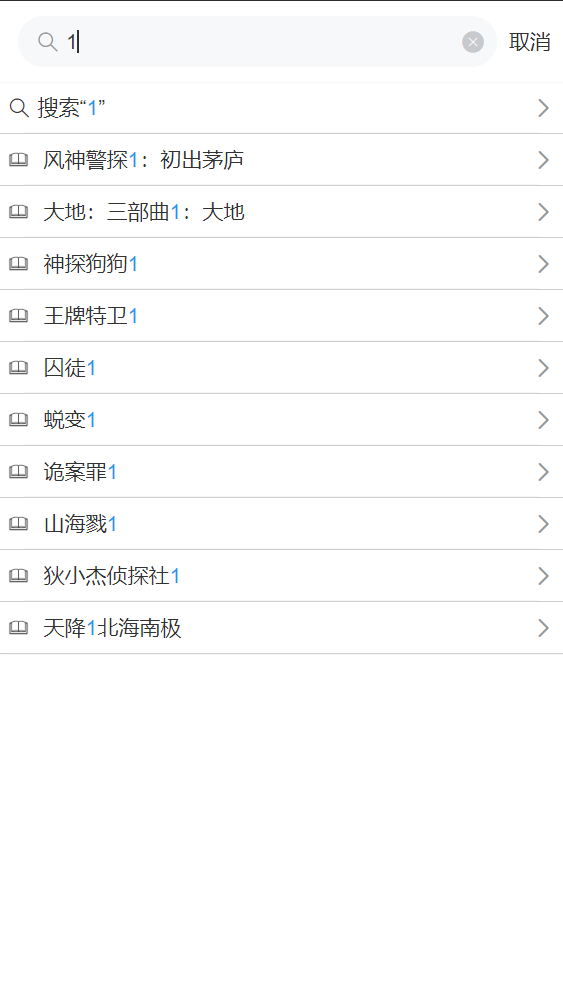 1 取消
搜索“1”
风神警探1：初出茅庐
大地：三部曲1：大地
神探狗狗1
王牌特卫1
囚徒1
蜕变1
诡案罪1
山海戮1
狄小杰侦探社1
天降1北海南极